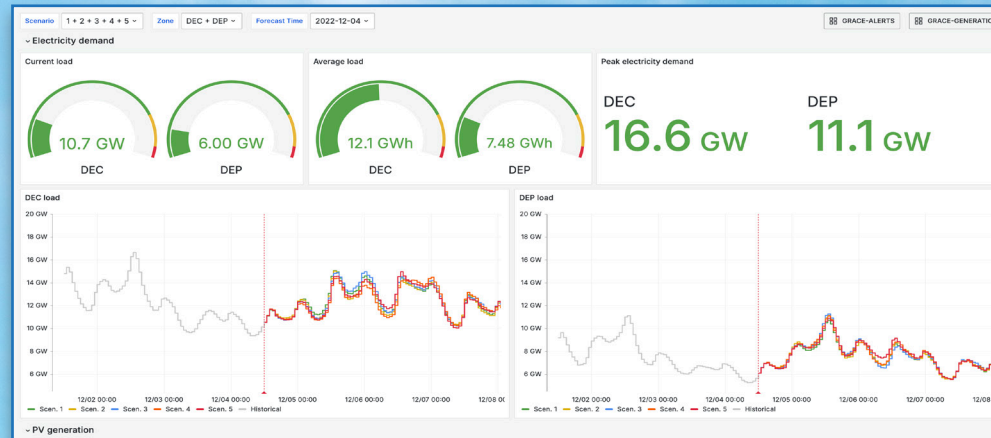 Scenario 1 + 2 + 3 + 4 + 5 Zone DEC + DEP Forecast Time 2022-12-04 GRACE-ALERTS GRACE-GENERATIO
Electricity demand
Current load
10.7 GW
DEC
6.00 GW
DEP
Average load
12.1 GWh
DEC
7.48 GWh
DEP
Peak electricity demand
DEC
16.6 GW
DEP
11.1 GW
DEC load
20 GW
18 GW
16 GW
14 GW
12 GW
10 GW
8 GW
6 GW
12/02 00:00 12/03 00:00 12/04 00:00 12/05 00:00 12/06 00:00 12/07 00:00 12/08 0(
Scen. 1 Scen. 2 Scen. 3 Scen. 4 Scen. 5 Historical
DEP load
20 GW
18 GW
16 GW
14 GW
12 GW
10 GW
8 GW
6 GW
12/02 00:00 12/03 00:00 12/04 00:00 12/05 00:00 12/06 00:00 12/07 00:00 12/08
Scen. 1 Scen. 2 Scen. 3 Scen. 4 Scen. 5 Historical
PV generation